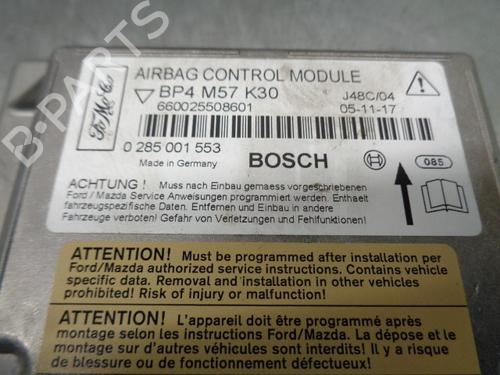 AIRBAG CONTROL MODULE
BP4 M57 K30
J48C/04
660025508601
05-11-17
FoMoCo
0 285 001 553
Made in Germany
BOSCH
085
ACHTUNG ! Muss nach Einbau gemaess vorgeschriebenen
Ford / Mazda Service Anweisungen programmiert werden. Enthaelt
fahrzeugspezifische Daten. Entfernen und Einbau in andere
Fahrzeuge verboten! Gefahr von Verletzungen und Fehlfunktionen!
ATTENTION! Must be programmed after installation per
Ford/Mazda authorized service instructions. Contains vehicle
specific data. Removal and installation in other vehicles
prohibited! Risk of injury or malfunction!
ATTENTION! L'appareil doit être programmé après
montage selon les instructions Ford/Mazda. La dépose et le
montage sur d'autres véhicules sont interdits! Il y a risque
de blessure ou de fonctionnement défectueux!
B-PARTS